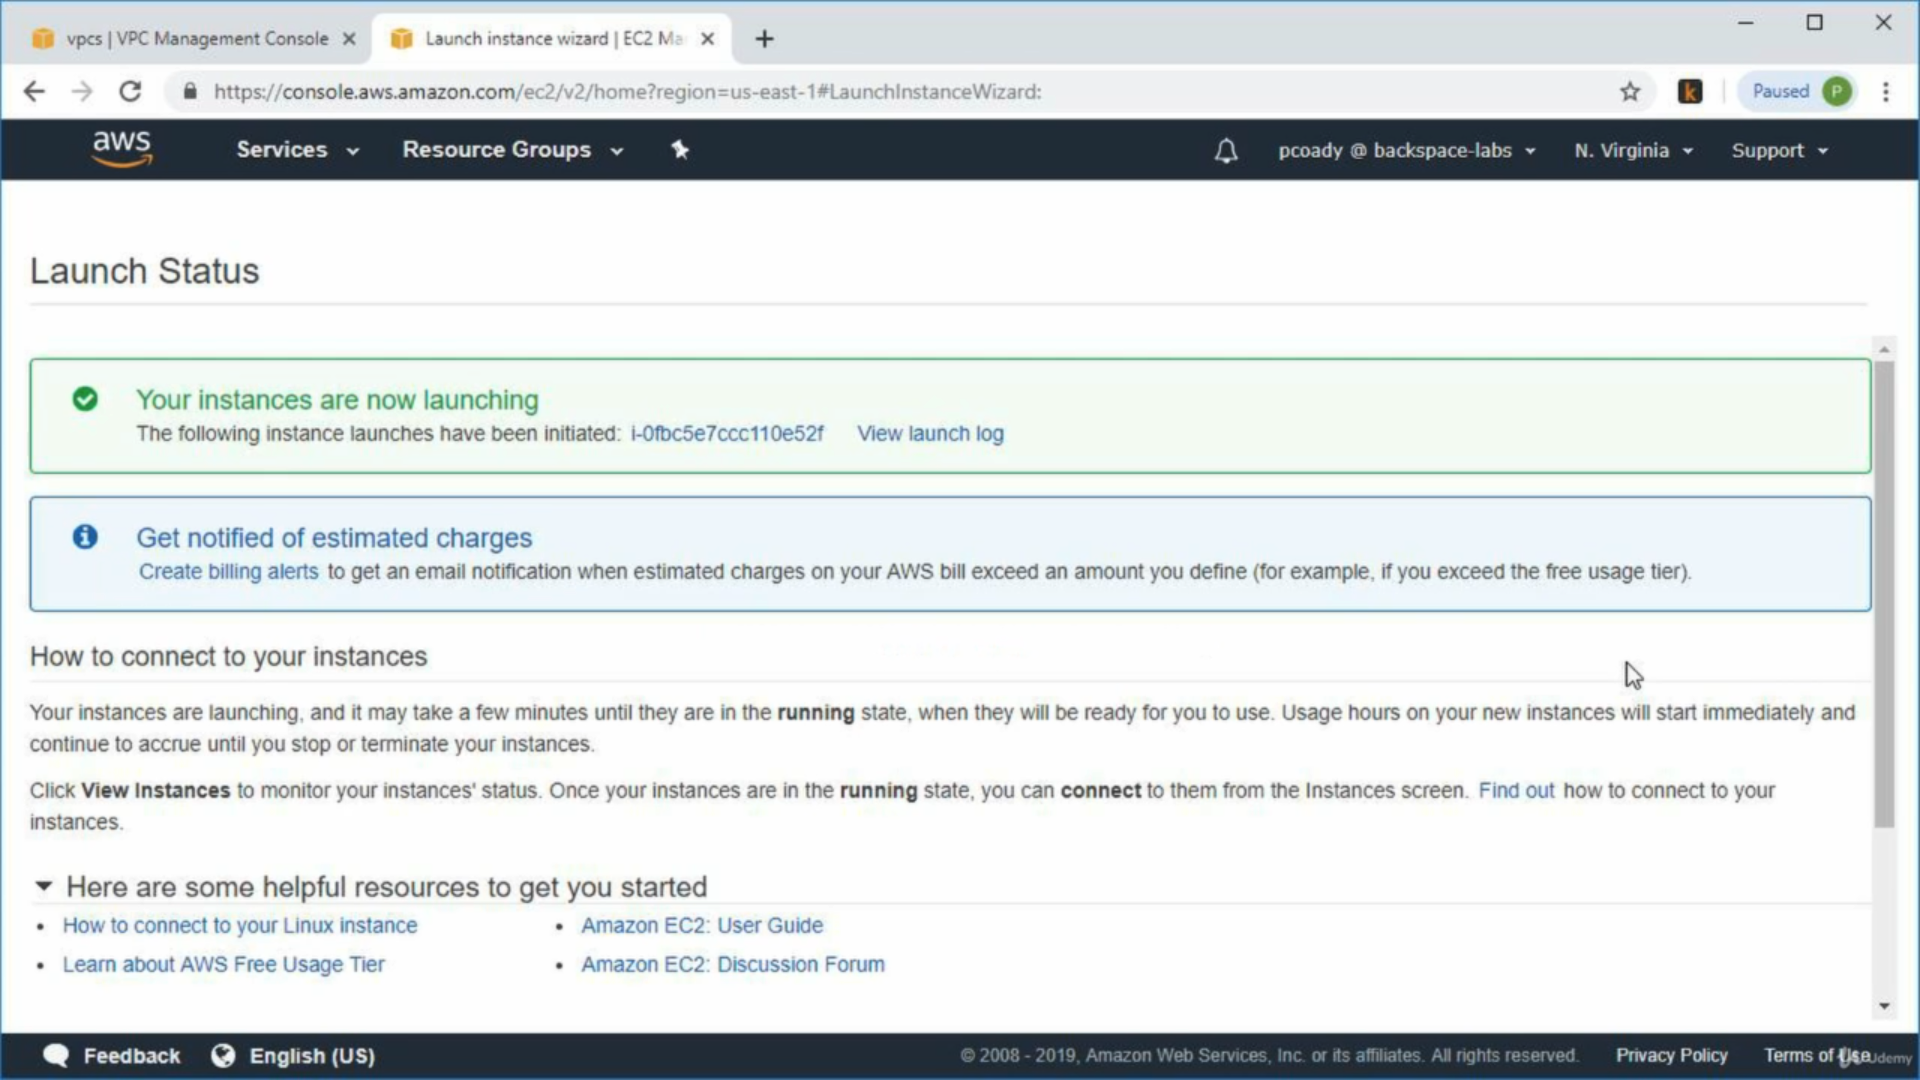 vpcs | VPC Management Console
Launch instance wizard | EC2 Ma
https://console.aws.amazon.com/ec2/v2/home?region=us-east-1#LaunchInstanceWizard:
k
Paused
P
aws
Services
Resource Groups
pcoady @ backspace-labs
N. Virginia
Support
Launch Status
Your instances are now launching
The following instance launches have been initiated: i-0fbc5e7ccc110e52f View launch log
Get notified of estimated charges
Create billing alerts to get an email notification when estimated charges on your AWS bill exceed an amount you define (for example, if you exceed the free usage tier).
How to connect to your instances
Your instances are launching, and it may take a few minutes until they are in the running state, when they will be ready for you to use. Usage hours on your new instances will start immediately and
continue to accrue until you stop or terminate your instances.
Click View Instances to monitor your instances' status. Once your instances are in the running state, you can connect to them from the Instances screen. Find out how to connect to your
instances.
Here are some helpful resources to get you started
• How to connect to your Linux instance
• Amazon EC2: User Guide
• Learn about AWS Free Usage Tier
• Amazon EC2: Discussion Forum
Feedback
English (US)
© 2008 - 2019, Amazon Web Services, Inc. or its affiliates. All rights reserved.
Privacy Policy
Terms of Use
Udemy